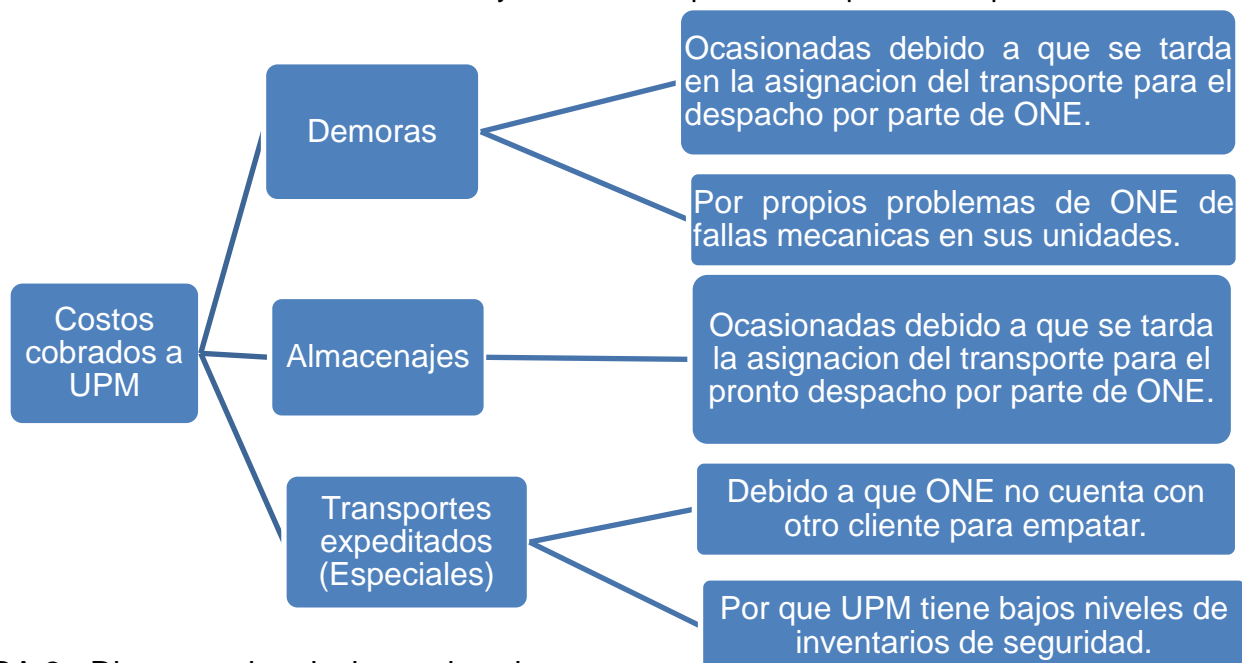 Ocasionadas debido a que se tarda
en la asignacion del transporte para el
despacho por parte de ONE.
Demoras
Por propios problemas de ONE de
fallas mecanicas en sus unidades.
Costos
cobrados a
UPM
Almacenajes
Ocasionadas debido a que se tarda
la asignacion del transporte para el
pronto despacho por parte de ONE.
Transportes
expeditados
(Especiales)
Debido a que ONE no cuenta con
otro cliente para empatar.
Por que UPM tiene bajos niveles de
inventarios de seguridad.